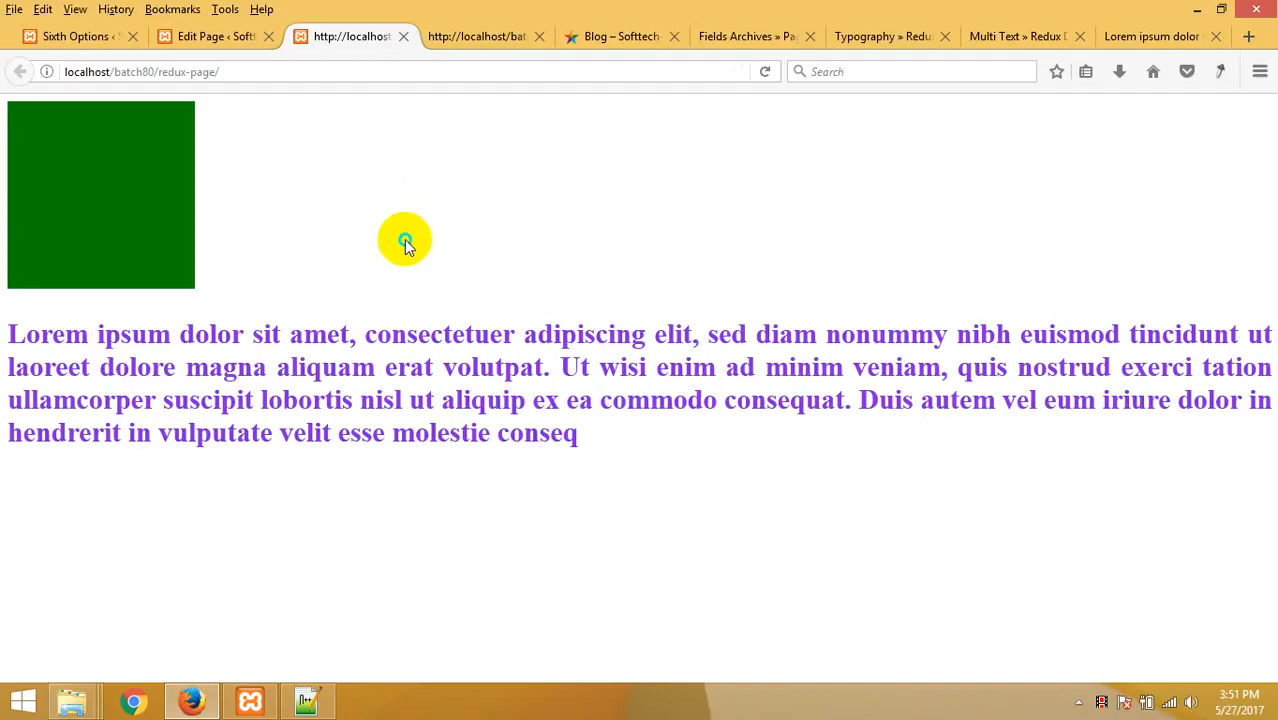 File Edit View History Bookmarks Tools Help
Sixth Options ‹ S Edit Page ‹ Soft http://localhost http://localhost/bat Blog – Softtech Fields Archives » Pa Typography » Redu Multi Text » Redux D Lorem ipsum dolor
localhost/batch80/redux-page/ Search
Lorem ipsum dolor sit amet, consectetuer adipiscing elit, sed diam nonummy nibh euismod tincidunt ut
laoreet dolore magna aliquam erat volutpat. Ut wisi enim ad minim veniam, quis nostrud exerci tation
ullamcorper suscipit lobortis nisl ut aliquip ex ea commodo consequat. Duis autem vel eum iriure dolor in
hendrerit in vulputate velit esse molestie conseq
3:51 PM
5/27/2017